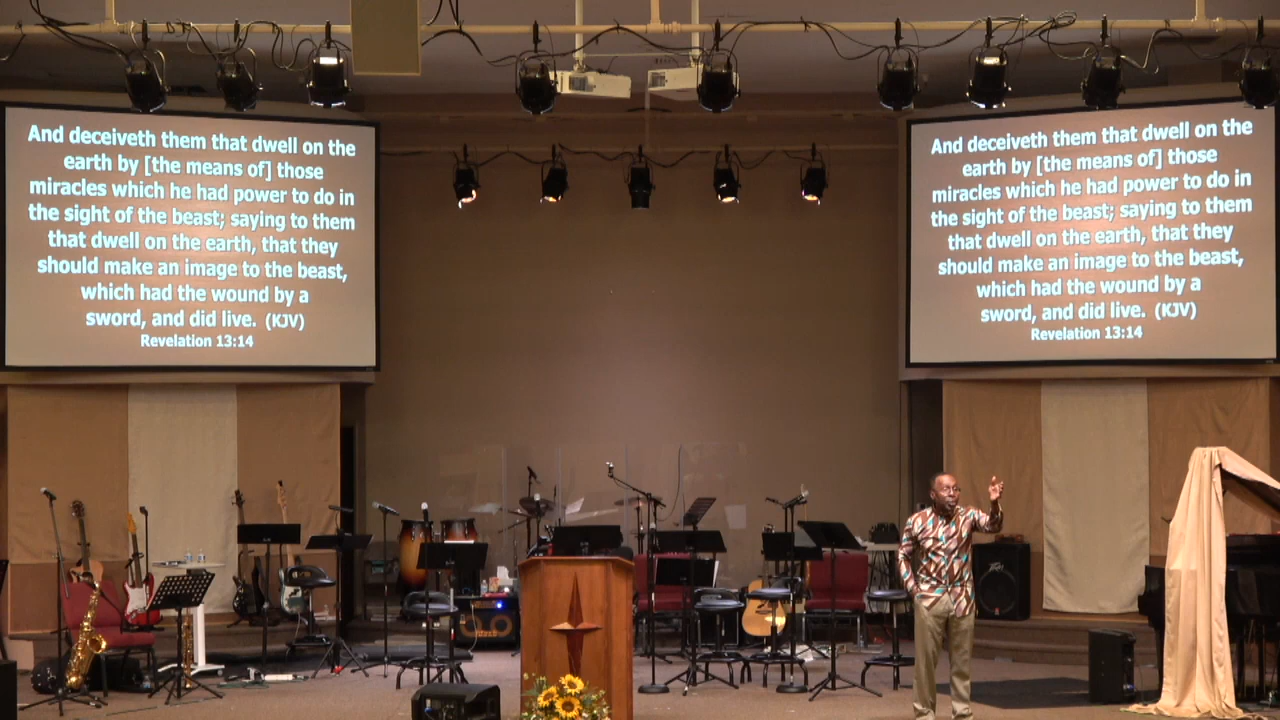 And deceiveth them that dwell on the
earth by [the means of] those
miracles which he had power to do in
the sight of the beast; saying to them
that dwell on the earth, that they
should make an image to the beast,
which had the wound by a
sword, and did live. (KJV)
Revelation 13:14
And deceiveth them that dwell on the
earth by [the means of] those
miracles which he had power to do in
the sight of the beast; saying to them
that dwell on the earth, that they
should make an image to the beast,
which had the wound by a
sword, and did live. (KJV)
Revelation 13:14
PEAVEY